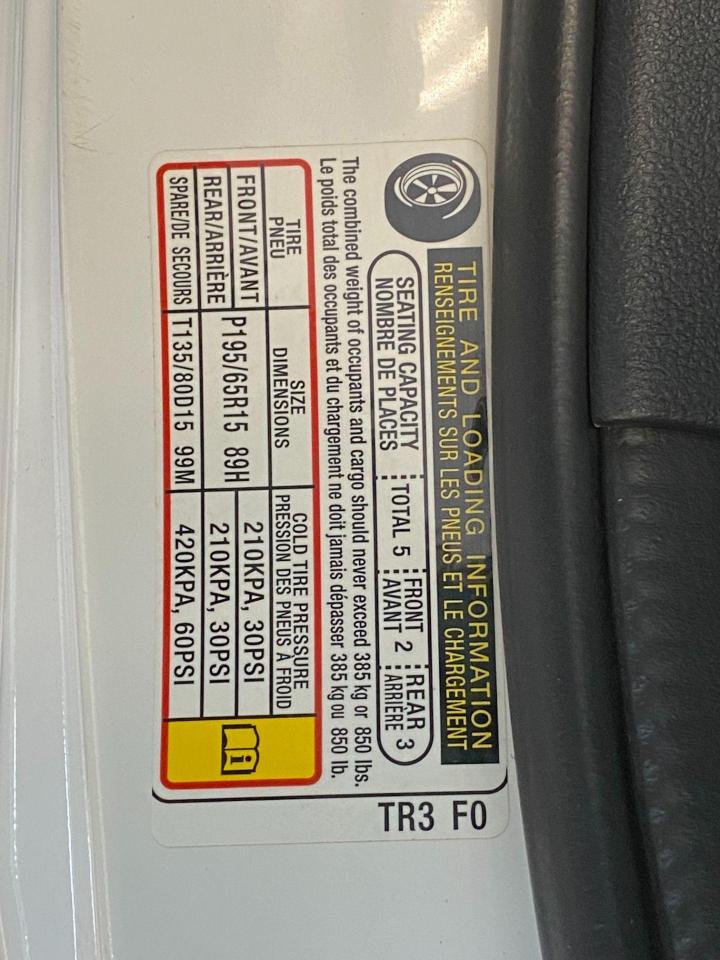 TIRE AND LOADING INFORMATION
RENSEIGNEMENTS SUR LES PNEUS ET LE CHARGEMENT
SEATING CAPACITY TOTAL 5 FRONT 2 REAR 3
NOMBRE DE PLACES AVANT ARRIÈRE
The combined weight of occupants and cargo should never exceed 385 kg or 850 lbs.
Le poids total des occupants et du chargement ne doit jamais dépasser 385 kg ou 850 lb.
TIRE SIZE COLD TIRE PRESSURE
PNEU DIMENSIONS PRESSION DES PNEUS À FROID
FRONT/AVANT P195/65R15 89H 210KPA, 30PSI
REAR/ARRIÈRE 210KPA, 30PSI
SPARE/DE SECOURS T135/80D15 99M 420KPA, 60PSI
TR3 F0